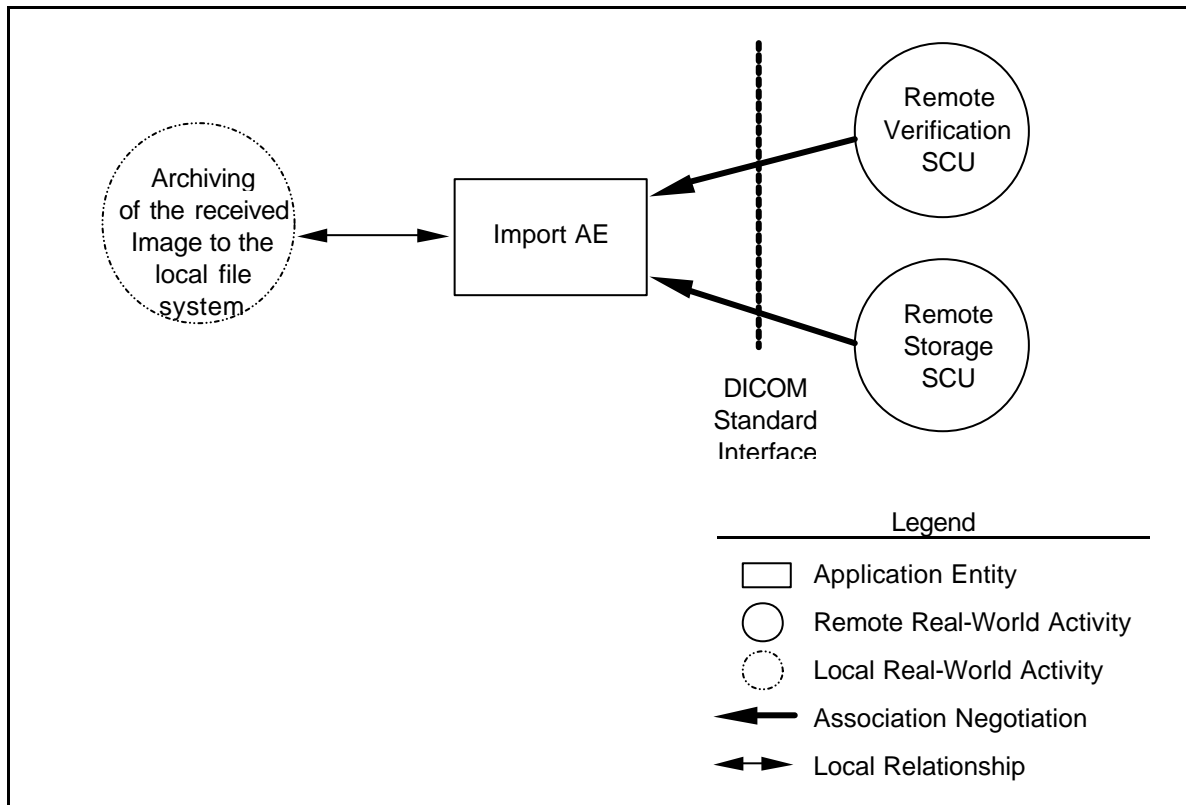 Archiving
of the received
Image to the
local file
system
Import AE
Remote
Verification
SCU
Remote
Storage
SCU
DICOM
Standard
Interface
Legend
Application Entity
Remote Real-World Activity
Local Real-World Activity
Association Negotiation
Local Relationship